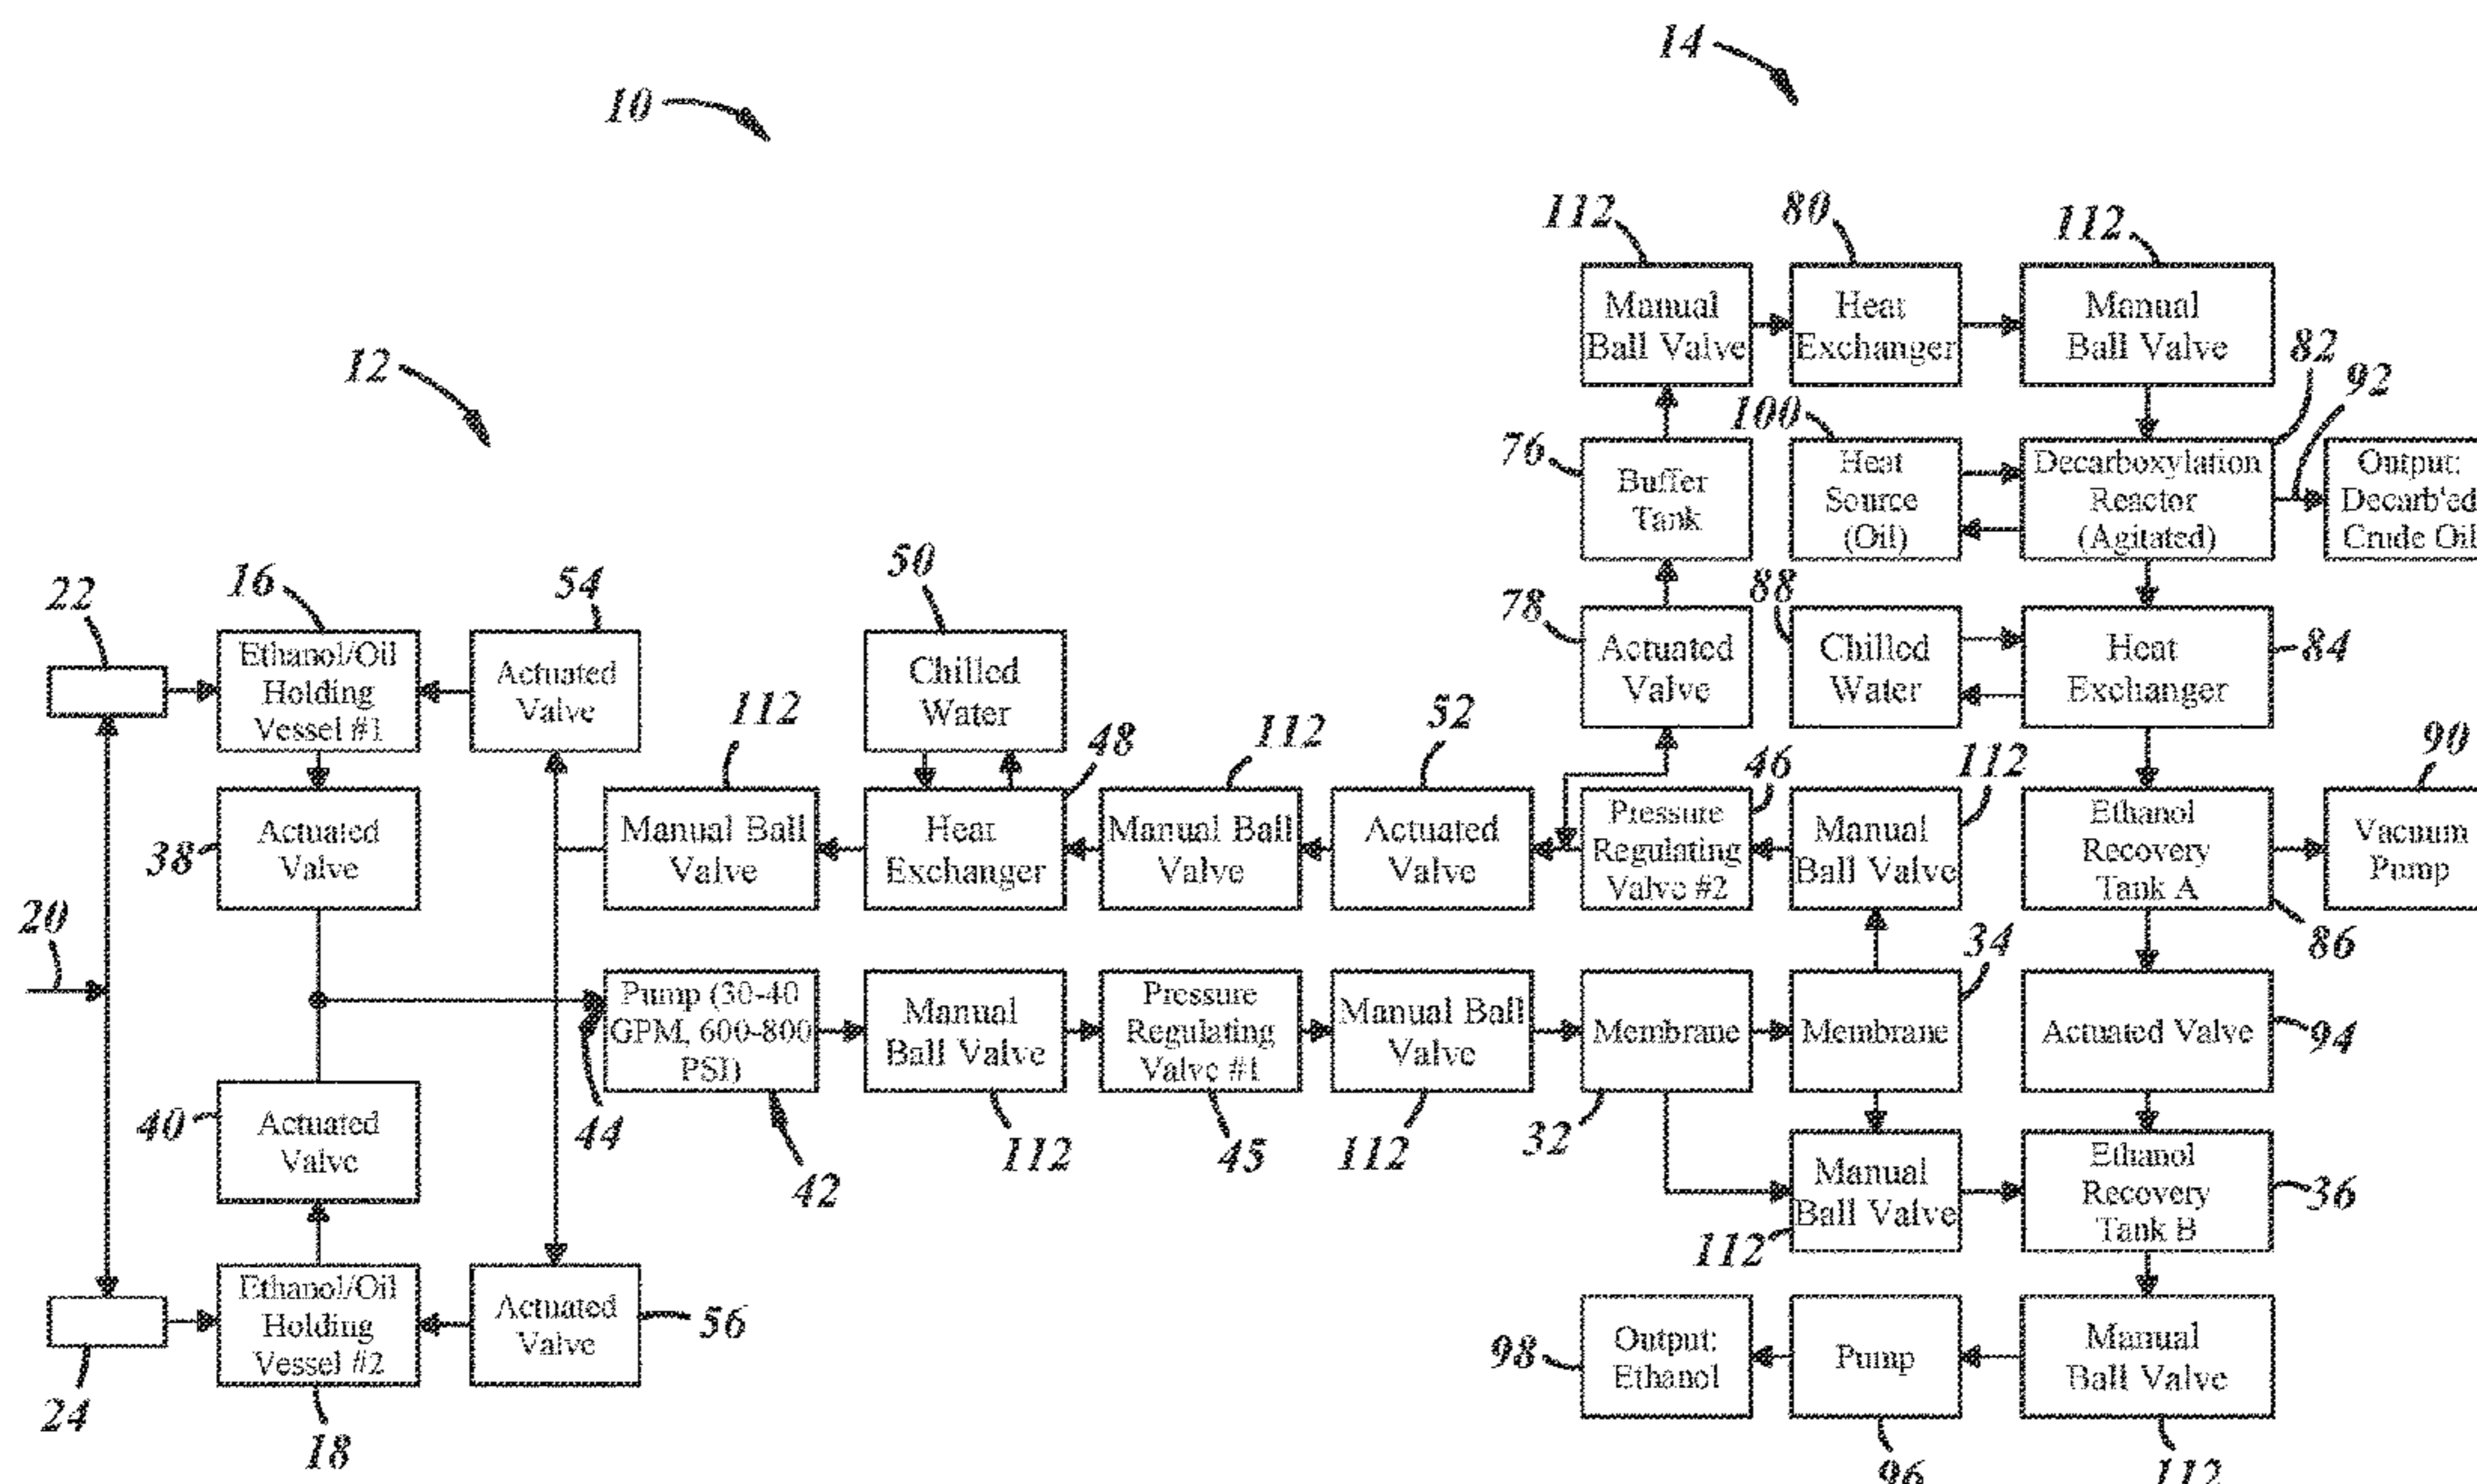 14
10
112
80
112
Manual
Ball Valve
Heat
Exchanger
Manual
Ball Valve
12
82
92
100
76
Buffer
Tank
Heat
Source
(Oil)
Decarboxylation
Reactor
(Agitated)
Output:
Decarb'ed
Crude Oil
22
16
54
50
78
88
Ethanol/Oil
Holding
Vessel #1
Actuated
Valve
Chilled
Water
Actuated
Valve
Chilled
Water
Heat
Exchanger
84
112
48
112
52
46
112
90
38
Actuated
Valve
Manual Ball
Valve
Heat
Exchanger
Manual Ball
Valve
Actuated
Valve
Pressure
Regulating
Valve #2
Manual
Ball Valve
Ethanol
Recovery
Tank A
Vacuum
Pump
20
34
86
Pump (30-40
GPM, 600-800
PSI)
Manual
Ball Valve
Pressure
Regulating
Valve #1
Manual Ball
Valve
Membrane
Membrane
Actuated Valve
94
40
Actuated
Valve
44
42
112
45
112
32
Manual
Ball Valve
112
Ethanol
Recovery
Tank B
36
Ethanol/Oil
Holding
Vessel #2
Actuated
Valve
56
98
Output:
Ethanol
Pump
Manual
Ball Valve
24
18
96
112